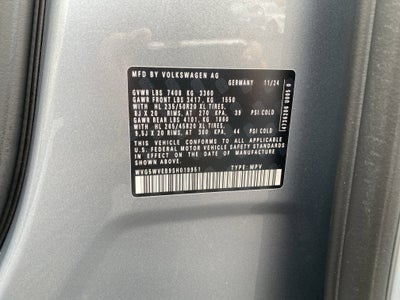 MFD. BY VOLKSWAGEN AG
GERMANY 11/24
GVWR LBS 7408 KG 3360
GAWR FRONT LBS 3417, KG 1550
WITH HL 235/50R20 XL TIRES,
8J X 20 RIMS, AT 270 KPA 39 PSI COLD
GAWR REAR LBS 4101, KG 1860
WITH HL 265/45R20 XL TIRES,
9.5J X 20 RIMS, AT 300 KPA 44 PSI COLD
THIS VEHICLE CONFORMS TO ALL APPLICABLE
U.S. FEDERAL MOTOR VEHICLE SAFETY STANDARDS
IN EFFECT ON THE DATE OF MANUFACTURE
SHOWN ABOVE.
TYPE: MPV